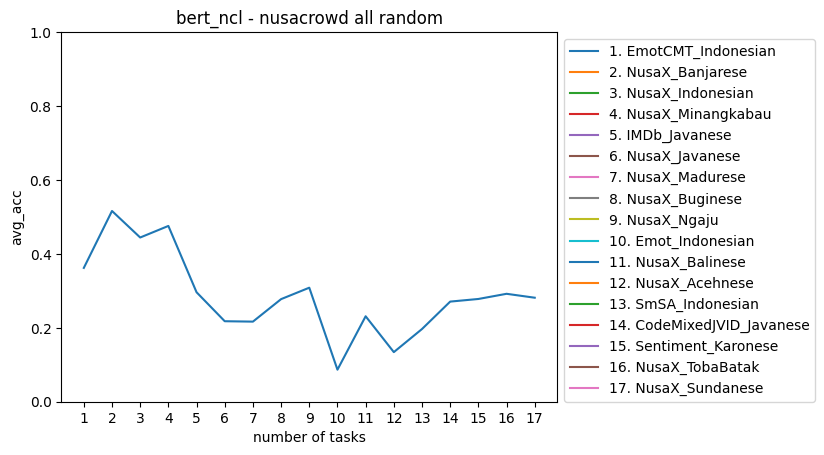 bert_ncl - nusacrowd all random
1.0
0.8
0.6
0.4
0.2
0.0
avg_acc
1 2 3 4 5 6 7 8 9 10 11 12 13 14 15 16 17
number of tasks
1. EmotCMT_Indonesian
2. NusaX_Banjarese
3. NusaX_Indonesian
4. NusaX_Minangkabau
5. IMDb_Javanese
6. NusaX_Javanese
7. NusaX_Madurese
8. NusaX_Buginese
9. NusaX_Ngaju
10. Emot_Indonesian
11. NusaX_Balinese
12. NusaX_Acehnese
13. SmSA_Indonesian
14. CodeMixedJVID_Javanese
15. Sentiment_Karonese
16. NusaX_TobaBatak
17. NusaX_Sundanese